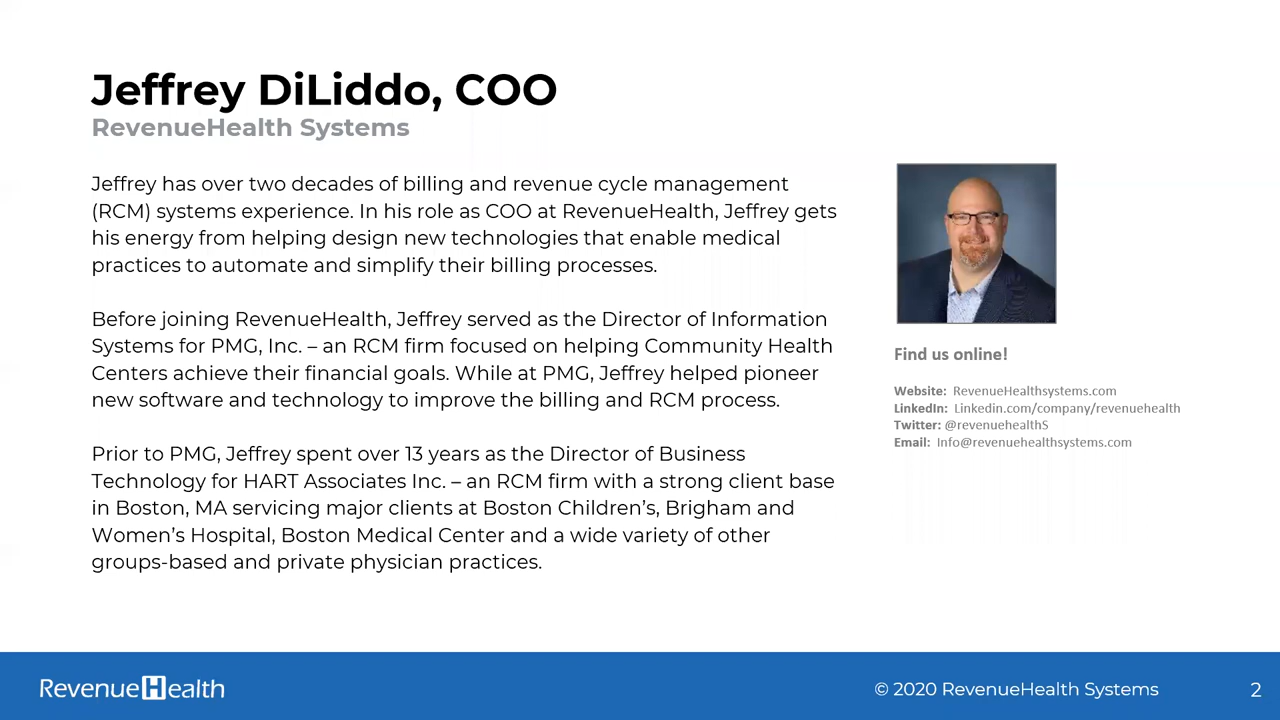 Jeffrey DiLiddo, COO
RevenueHealth Systems
Jeffrey has over two decades of billing and revenue cycle management
(RCM) systems experience. In his role as COO at RevenueHealth, Jeffrey gets
his energy from helping design new technologies that enable medical
practices to automate and simplify their billing processes.
Before joining RevenueHealth, Jeffrey served as the Director of Information
Systems for PMG, Inc. – an RCM firm focused on helping Community Health
Centers achieve their financial goals. While at PMG, Jeffrey helped pioneer
new software and technology to improve the billing and RCM process.
Prior to PMG, Jeffrey spent over 13 years as the Director of Business
Technology for HART Associates Inc. – an RCM firm with a strong client base
in Boston, MA servicing major clients at Boston Children’s, Brigham and
Women’s Hospital, Boston Medical Center and a wide variety of other
groups-based and private physician practices.
Find us online!
Website: RevenueHealthsystems.com
LinkedIn: Linkedin.com/company/revenuehealth
Twitter: @revenuehealthS
Email: Info@revenuehealthsystems.com
RevenueHealth
© 2020 RevenueHealth Systems
2